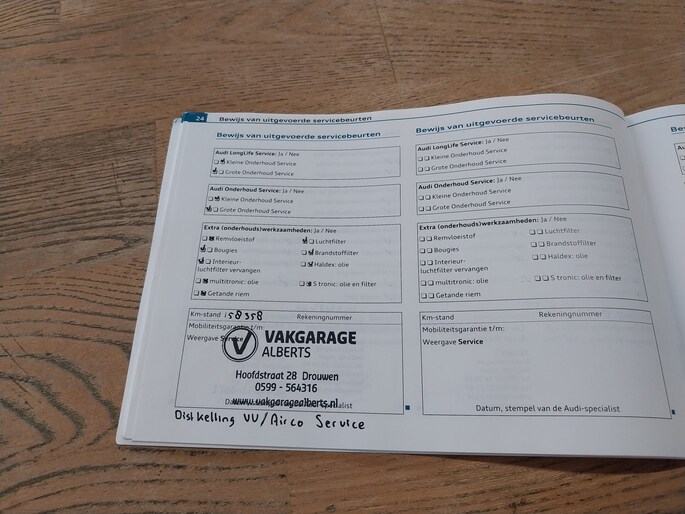 24 Bewijs van uitgevoerde servicebeurten
Bewijs van uitgevoerde servicebeurten
Audi LongLife Service: Ja / Nee
Kleine Onderhoud Service
Grote Onderhoud Service
Audi Onderhoud Service: Ja / Nee
Kleine Onderhoud Service
Grote Onderhoud Service
Extra (onderhouds)werkzaamheden: Ja / Nee
Remvloeistof Luchtfilter
Bougies Brandstoffilter
Interieur- Haldex: olie
luchtfilter vervangen
multitronic: olie S tronic: olie en filter
Getande riem
Km-stand 158358 Rekeningnummer
Mobiliteitsgarantie t/m:
Weergave Service
VAKGARAGE
ALBERTS
Hoofdstraat 28 Drouwen
0599 - 564316
www.vakgaragealberts.nl
Distkelling VV/Airco Service
Bewijs van uitgevoerde servicebeurten
Audi LongLife Service: Ja / Nee
Kleine Onderhoud Service
Grote Onderhoud Service
Audi Onderhoud Service: Ja / Nee
Kleine Onderhoud Service
Grote Onderhoud Service
Extra (onderhouds)werkzaamheden: Ja / Nee
Remvloeistof Luchtfilter
Bougies Brandstoffilter
Interieur- Haldex: olie
luchtfilter vervangen
multitronic: olie S tronic: olie en filter
Getande riem
Km-stand Rekeningnummer
Mobiliteitsgarantie t/m:
Weergave Service
Datum, stempel van de Audi-specialist